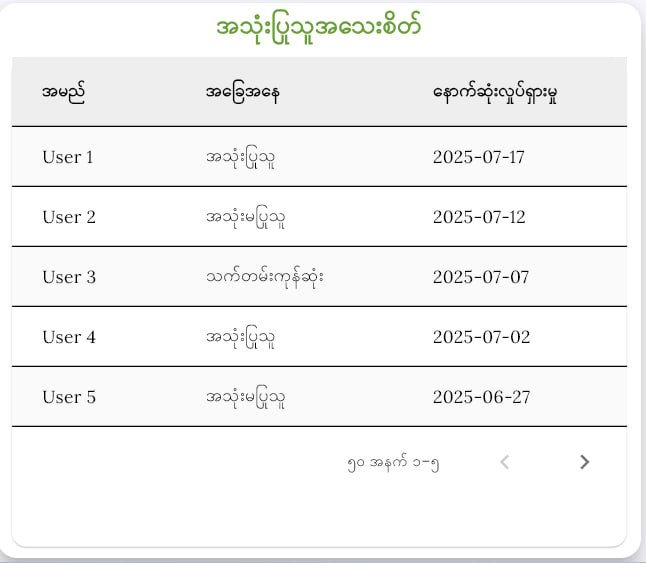 အသုံးပြုသူအသေးစိတ်
အမည် အခြေအနေ နောက်ဆုံးလှုပ်ရှားမှု
User 1 အသုံးပြုသူ 2025-07-17
User 2 အသုံးမပြုသူ 2025-07-12
User 3 သက်တမ်းကုန်ဆုံး 2025-07-07
User 4 အသုံးပြုသူ 2025-07-02
User 5 အသုံးမပြုသူ 2025-06-27
၅၀ အနက် ၁–၅